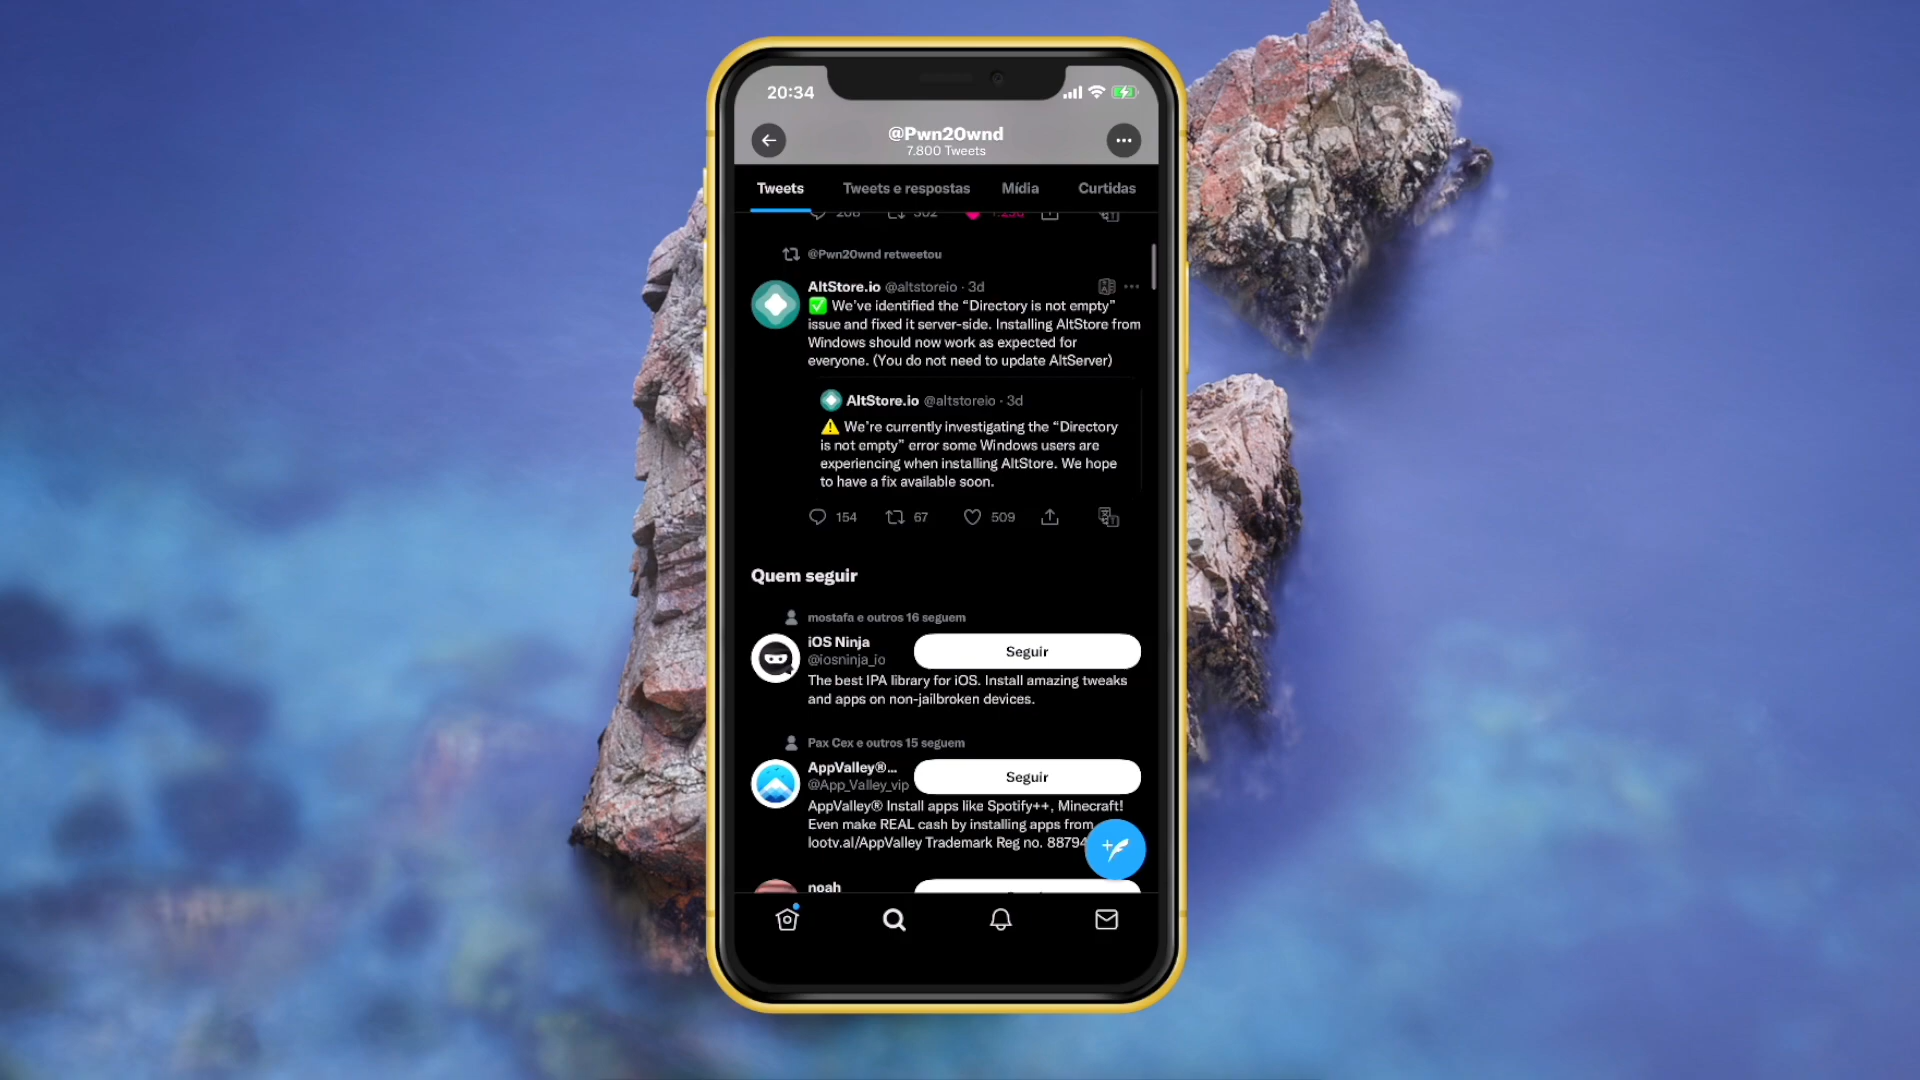 20:34
@Pwn20wnd
7.800 Tweets
Tweets
Tweets e respostas
Mídia
Curtidas
@Pwn20wnd retweetou
AltStore.io @altstoreio · 3d
✅ We've identified the “Directory is not empty”
issue and fixed it server-side. Installing AltStore from
Windows should now work as expected for
everyone. (You do not need to update AltServer)
AltStore.io @altstoreio · 3d
⚠️ We're currently investigating the “Directory
is not empty” error some Windows users are
experiencing when installing AltStore. We hope
to have a fix available soon.
154
67
509
Quem seguir
mostafa e outros 16 seguem
iOS Ninja
@iosninja_io
Seguir
The best IPA library for iOS. Install amazing tweaks
and apps on non-jailbroken devices.
Pax Cex e outros 15 seguem
AppValley®...
@App_Valley_vip
Seguir
AppValley® Install apps like Spotify++, Minecraft!
Even make REAL cash by installing apps from
lootv.al/AppValley Trademark Reg no. 88794
noah